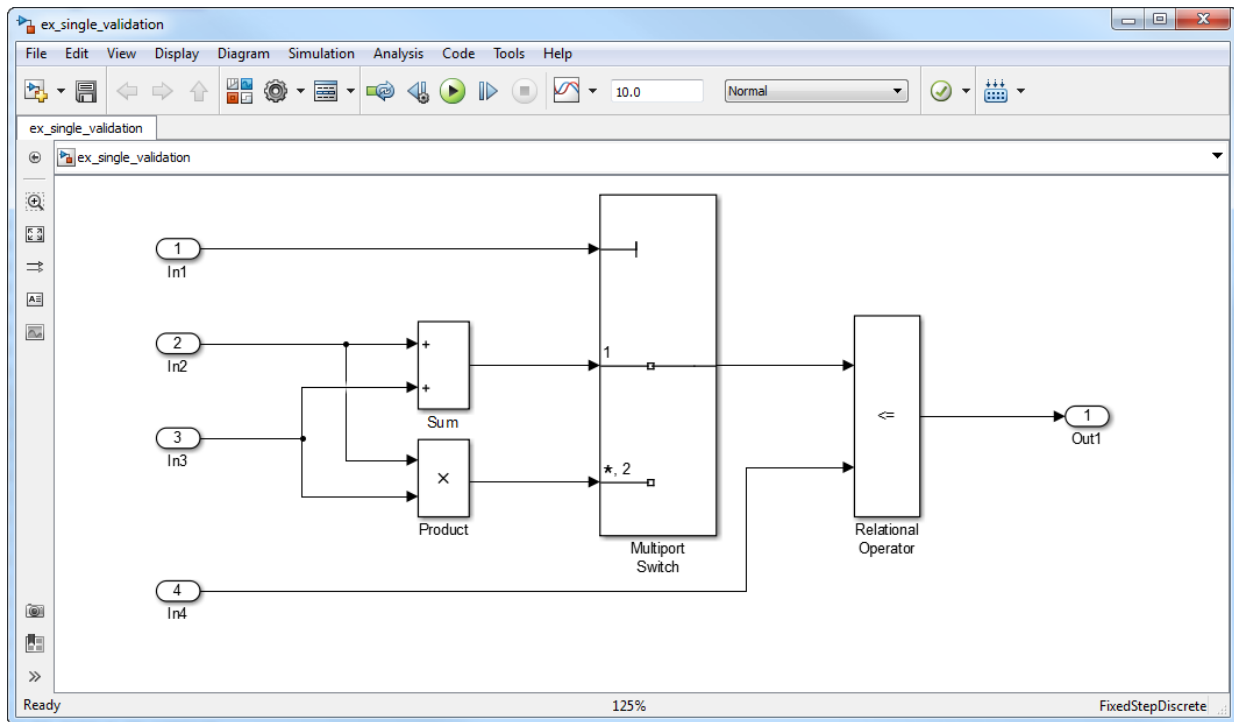 ex_single_validation
File Edit View Display Diagram Simulation Analysis Code Tools Help
10.0 Normal
ex_single_validation
ex_single_validation
1
In1
2
In2
+
+
Sum
1
3
In3
×
Product
*, 2
Multiport
Switch
<=
Relational
Operator
1
Out1
4
In4
Ready 125% FixedStepDiscrete